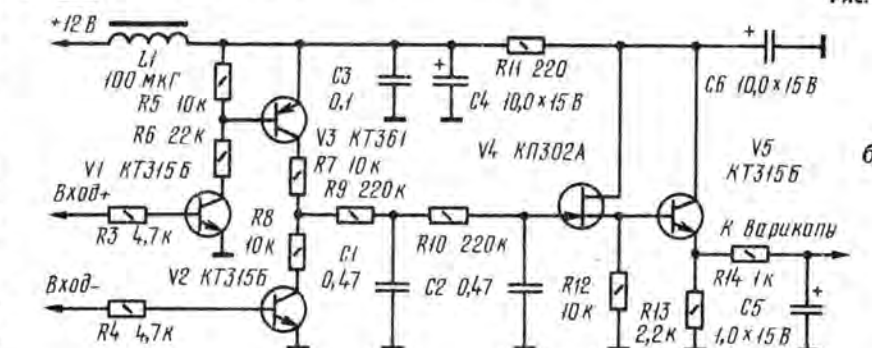 Рис.
+12 В
L1
100 мкГ
R5 10к
R6 22к
V1 КТ315Б
Вход+
R3 4,7к
V2 КТ315Б
Вход-
R4 4,7к
V3 КТ361
R7 10к
R8
10к
R9 220к
C3
0.1
C4 10,0×15 В
R11 220
V4 КП302А
C1
0,47
R10 220к
C2 0,47
R12
10к
C6 10,0×15 В
V5
КТ315Б
б
К Варикапу
R14 1к
R13
2,2к
C5
1,0×15 В